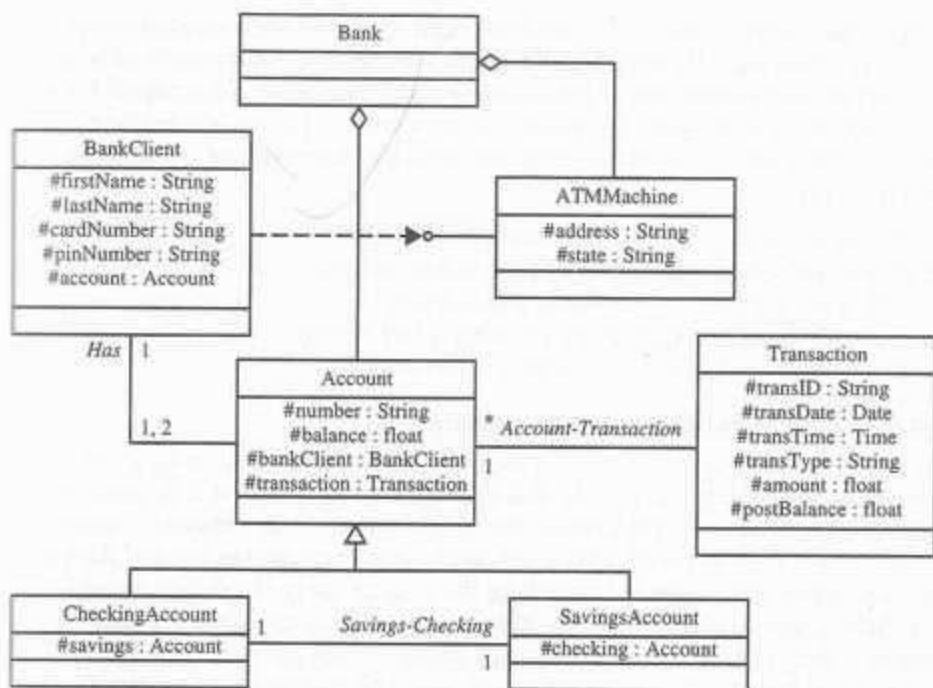 Bank
BankClient
#firstName : String
#lastName : String
#cardNumber : String
#pinNumber : String
#account : Account
ATMMachine
#address : String
#state : String
Has
1
1, 2
Account
#number : String
#balance : float
#bankClient : BankClient
#transaction : Transaction
*
Account-Transaction
1
Transaction
#transID : String
#transDate : Date
#transTime : Time
#transType : String
#amount : float
#postBalance : float
CheckingAccount
#savings : Account
1
Savings-Checking
1
SavingsAccount
#checking : Account